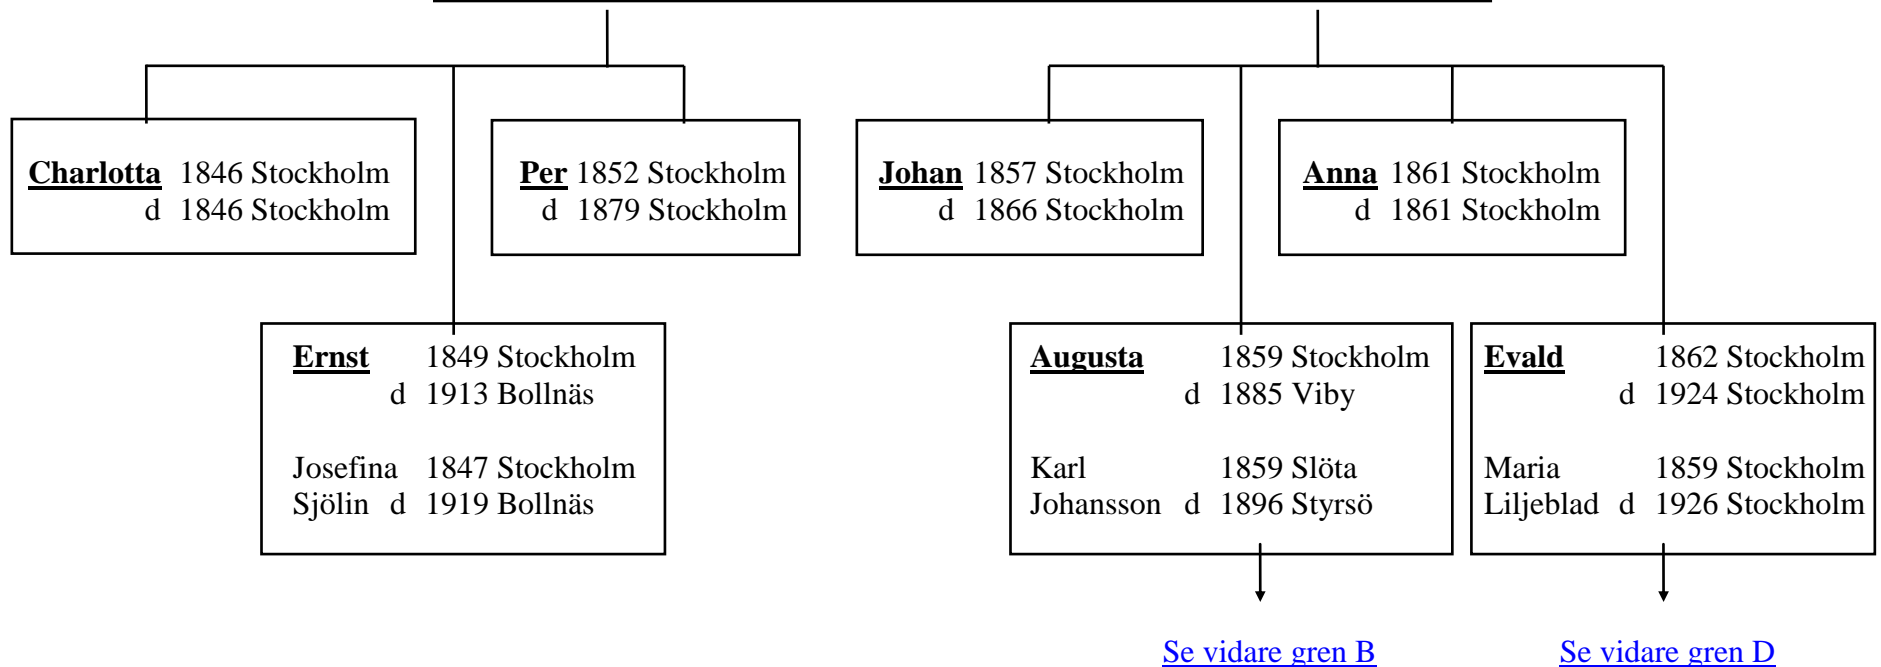 Charlotta 1846 Stockholm
d 1846 Stockholm
Per 1852 Stockholm
d 1879 Stockholm
Johan 1857 Stockholm
d 1866 Stockholm
Anna 1861 Stockholm
d 1861 Stockholm
Ernst 1849 Stockholm
d 1913 Bollnäs
Josefina 1847 Stockholm
Sjölin d 1919 Bollnäs
Augusta 1859 Stockholm
d 1885 Viby
Karl 1859 Slöta
Johansson d 1896 Styrsö
Evald 1862 Stockholm
d 1924 Stockholm
Maria 1859 Stockholm
Liljeblad d 1926 Stockholm
Se vidare gren B
Se vidare gren D